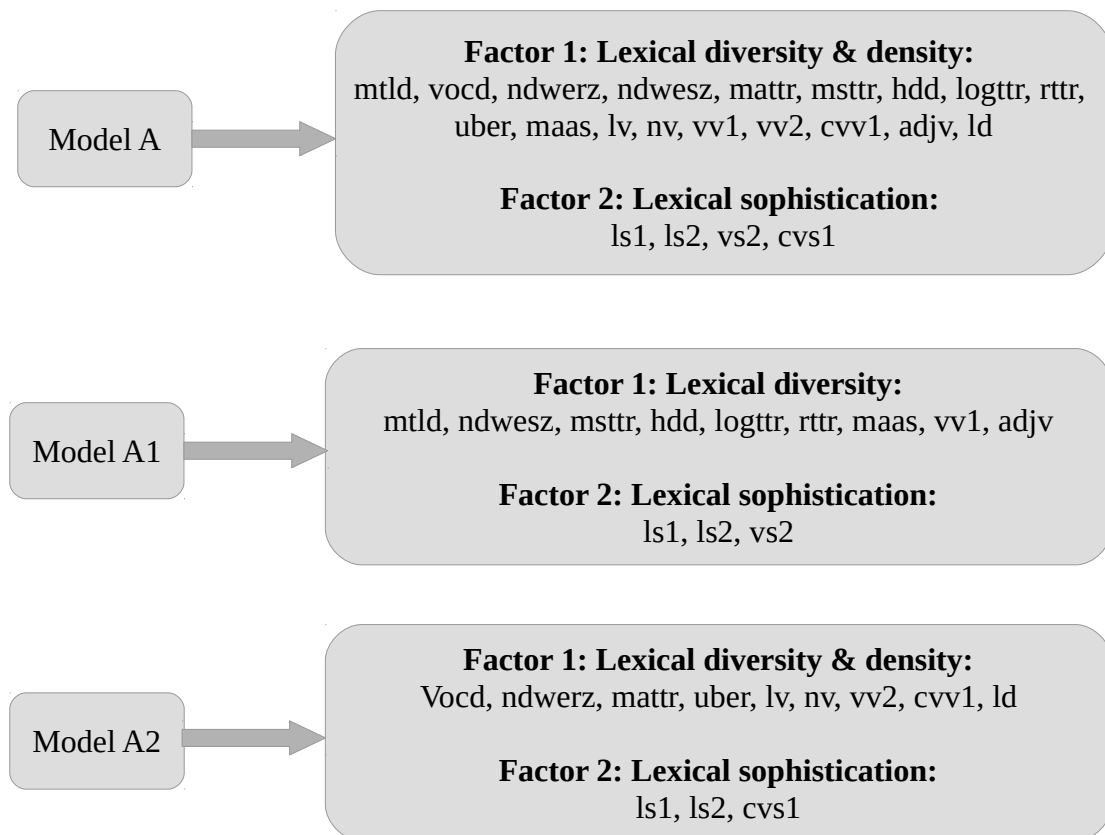 Model A
Factor 1: Lexical diversity & density:
mtld, vocd, ndwerz, ndwesz, mattr, msttr, hdd, logttr, rttr,
uber, maas, lv, nv, vv1, vv2, cvv1, adjv, ld
Factor 2: Lexical sophistication:
ls1, ls2, vs2, cvs1
Model A1
Factor 1: Lexical diversity:
mtld, ndwesz, msttr, hdd, logttr, rttr, maas, vv1, adjv
Factor 2: Lexical sophistication:
ls1, ls2, vs2
Model A2
Factor 1: Lexical diversity & density:
Vocd, ndwerz, mattr, uber, lv, nv, vv2, cvv1, ld
Factor 2: Lexical sophistication:
ls1, ls2, cvs1